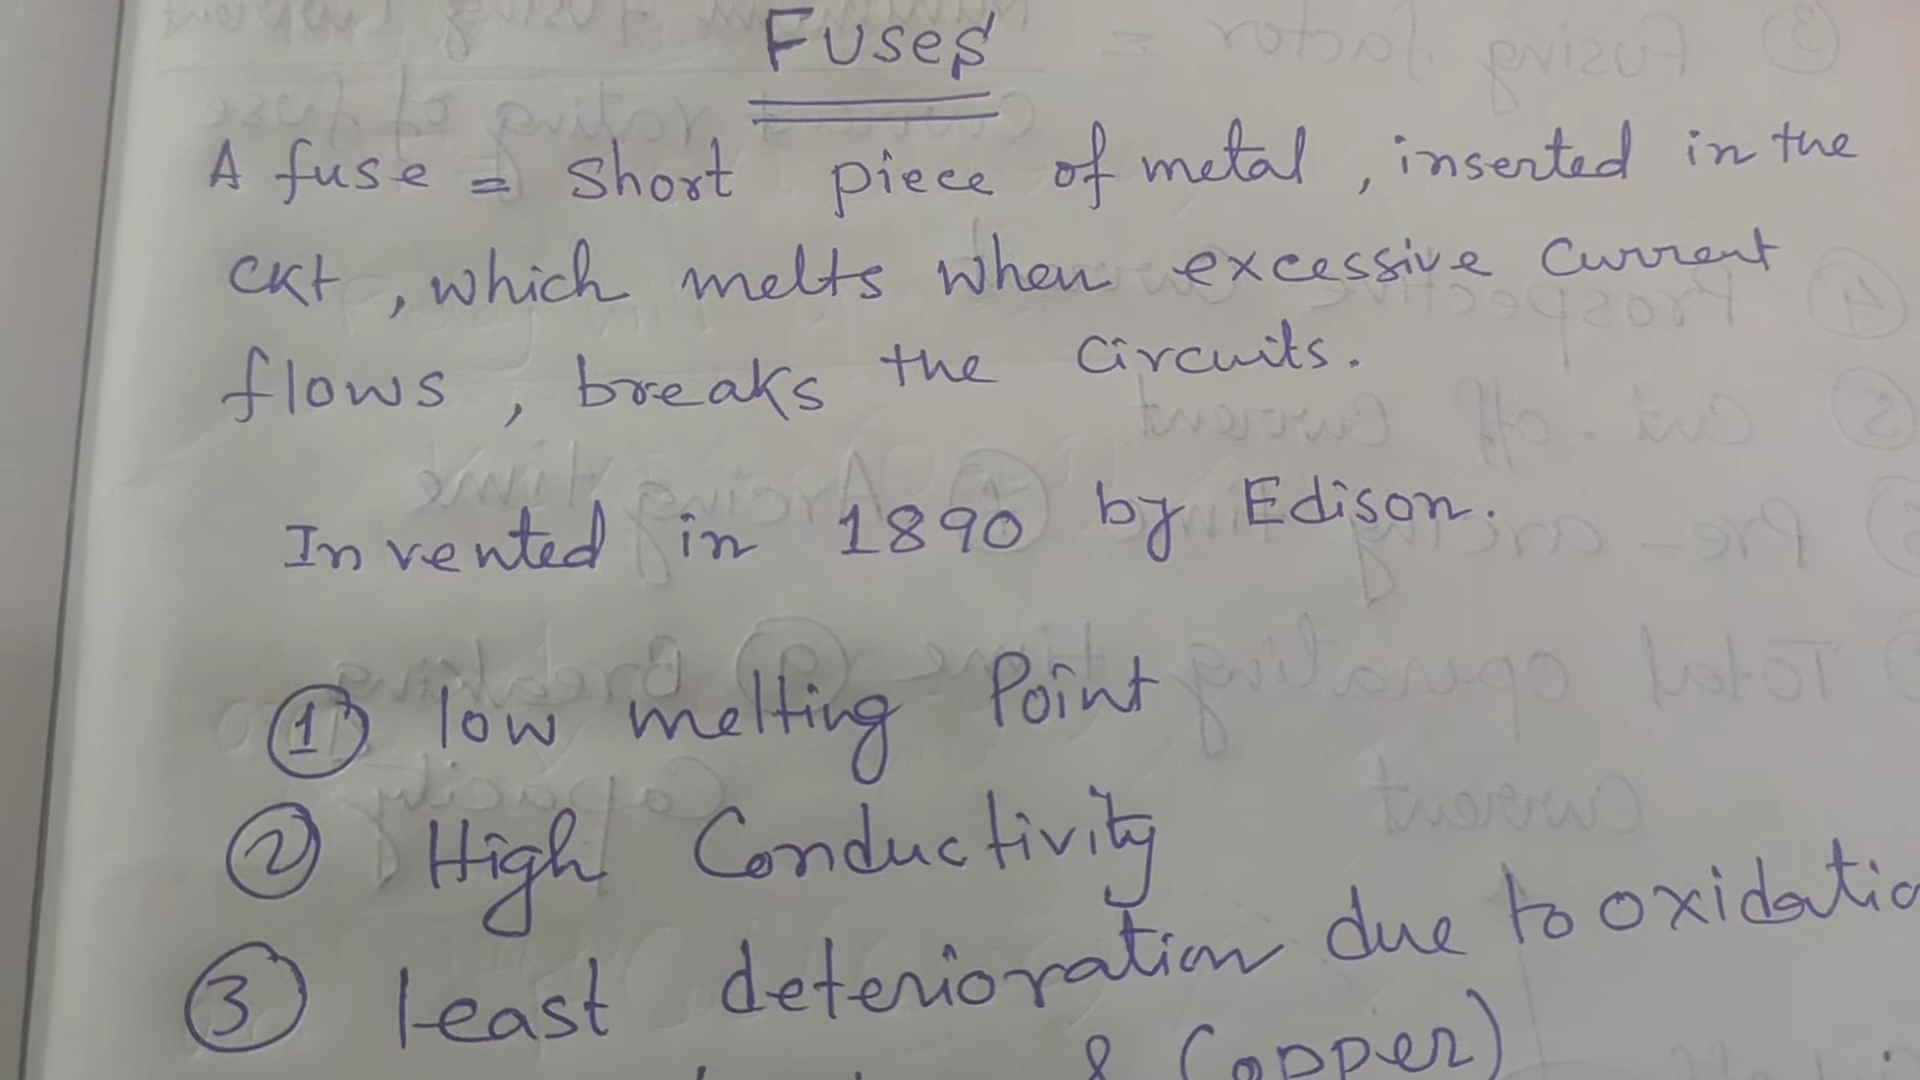 Fuses
A fuse = Short piece of metal, inserted in the
CKt, which melts when excessive Current
flows, breaks the Circuits.
Invented in 1890 by Edison.
① low melting Point
② High Conductivity
③ least deterioration due to oxidatio
& Copper)